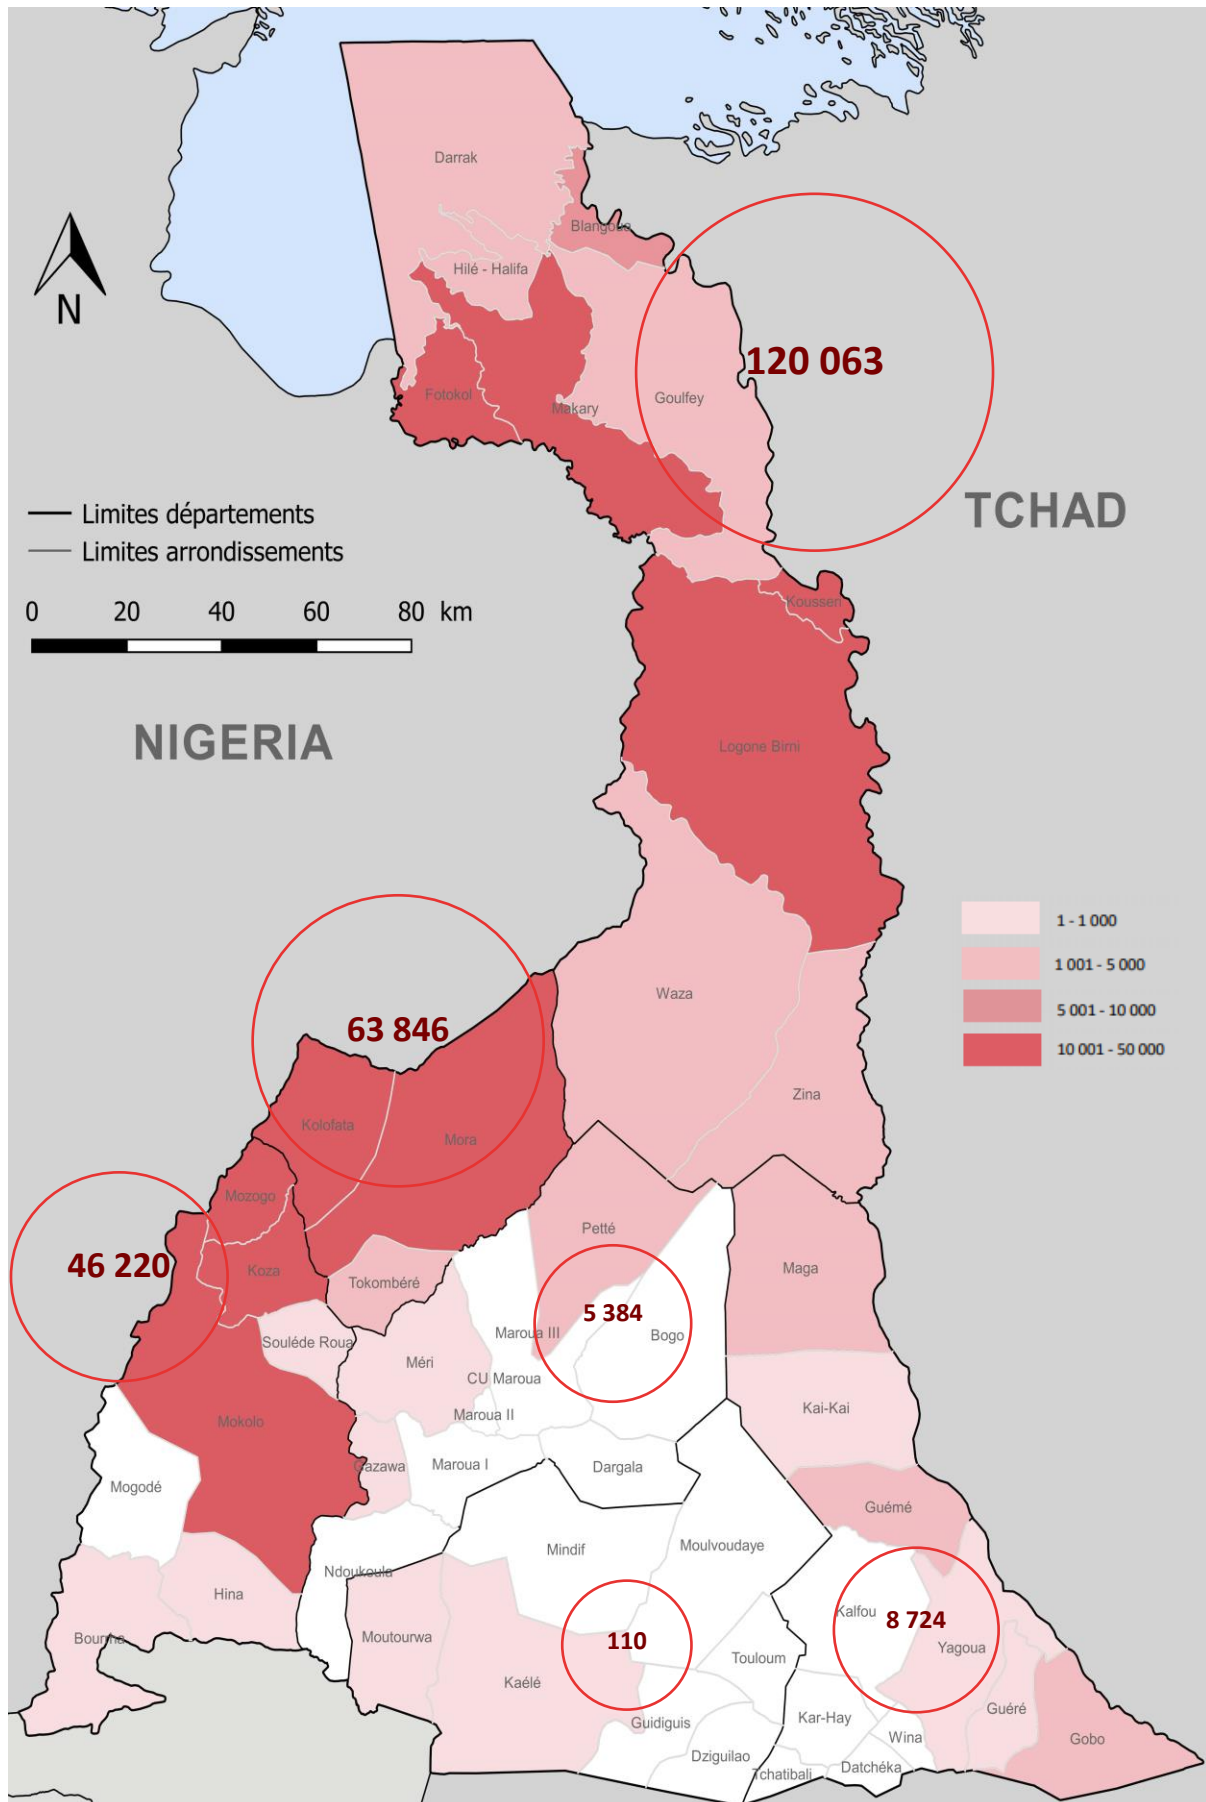 Darrak
Blangoua
Hilé - Halifa
N
120 063
Fotokol
Makary
Goulfey
TCHAD
Limites départements
Limites arrondissements
0 20 40 60 80 km
Kousseri
NIGERIA
Logone Birni
1 - 1 000
1 001 - 5 000
5 001 - 10 000
10 001 - 50 000
Waza
63 846
Zina
Kolofata
Mora
Mozogo
Petté
46 220
Koza
Tokombéré
Maga
5 384
Souléde Roua
Maroua III
Bogo
Méri
CU Maroua
Kai-Kai
Maroua II
Mokolo
Gazawa
Maroua I
Dargala
Mogodé
Guémé
Mindif
Moulvoudaye
Ndoukoula
Hina
Kalfou
8 724
Bourrha
Moutourwa
110
Yagoua
Touloum
Kaélé
Guidiguis
Kar-Hay
Guéré
Wina
Gobo
Dziguilao
Tchatibali
Datchéka